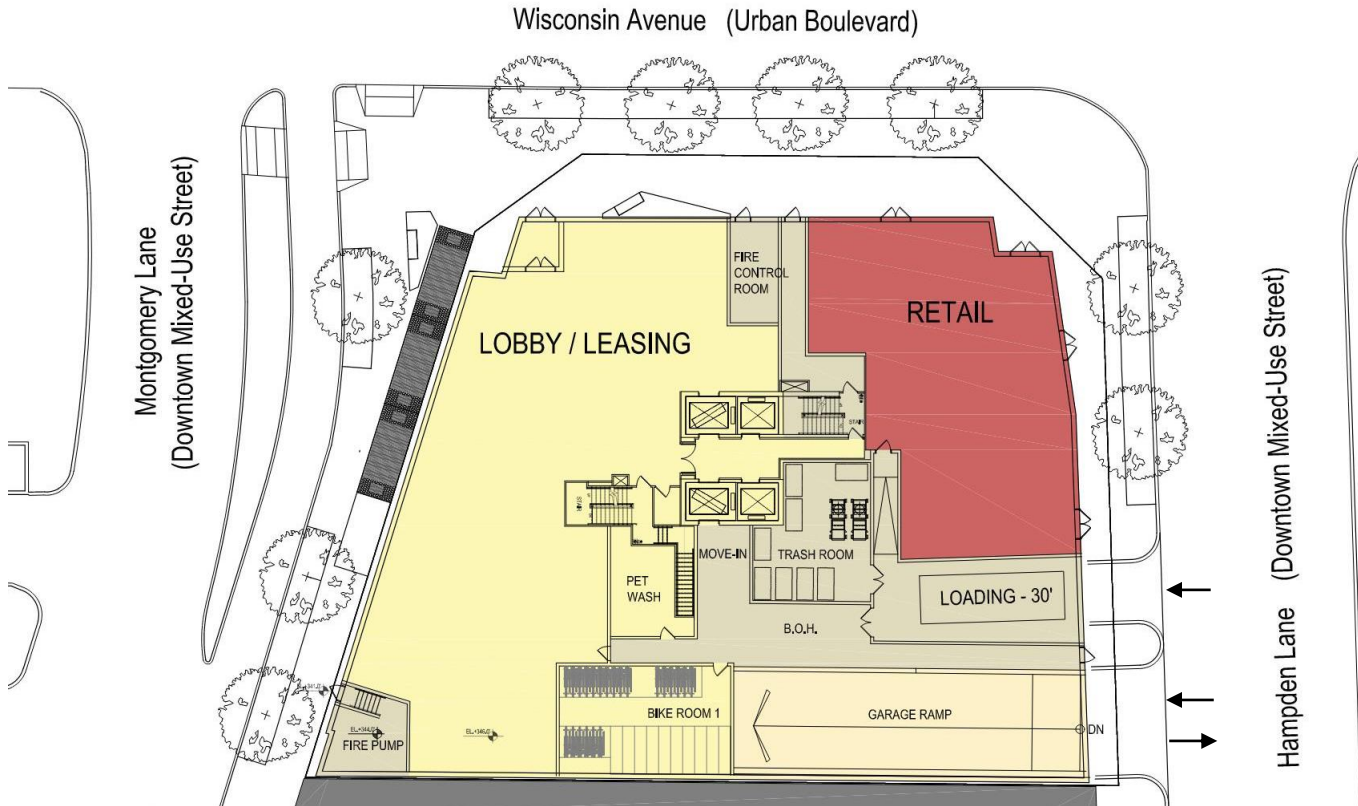 Wisconsin Avenue (Urban Boulevard)
Montgomery Lane
(Downtown Mixed-Use Street)
FIRE
CONTROL
ROOM
RETAIL
LOBBY / LEASING
STAIR
STAIR
MOVE-IN
TRASH ROOM
PET
WASH
LOADING - 30'
B.O.H.
BIKE ROOM 1
GARAGE RAMP
DN
FIRE PUMP
Hampden Lane (Downtown Mixed-Use Street)